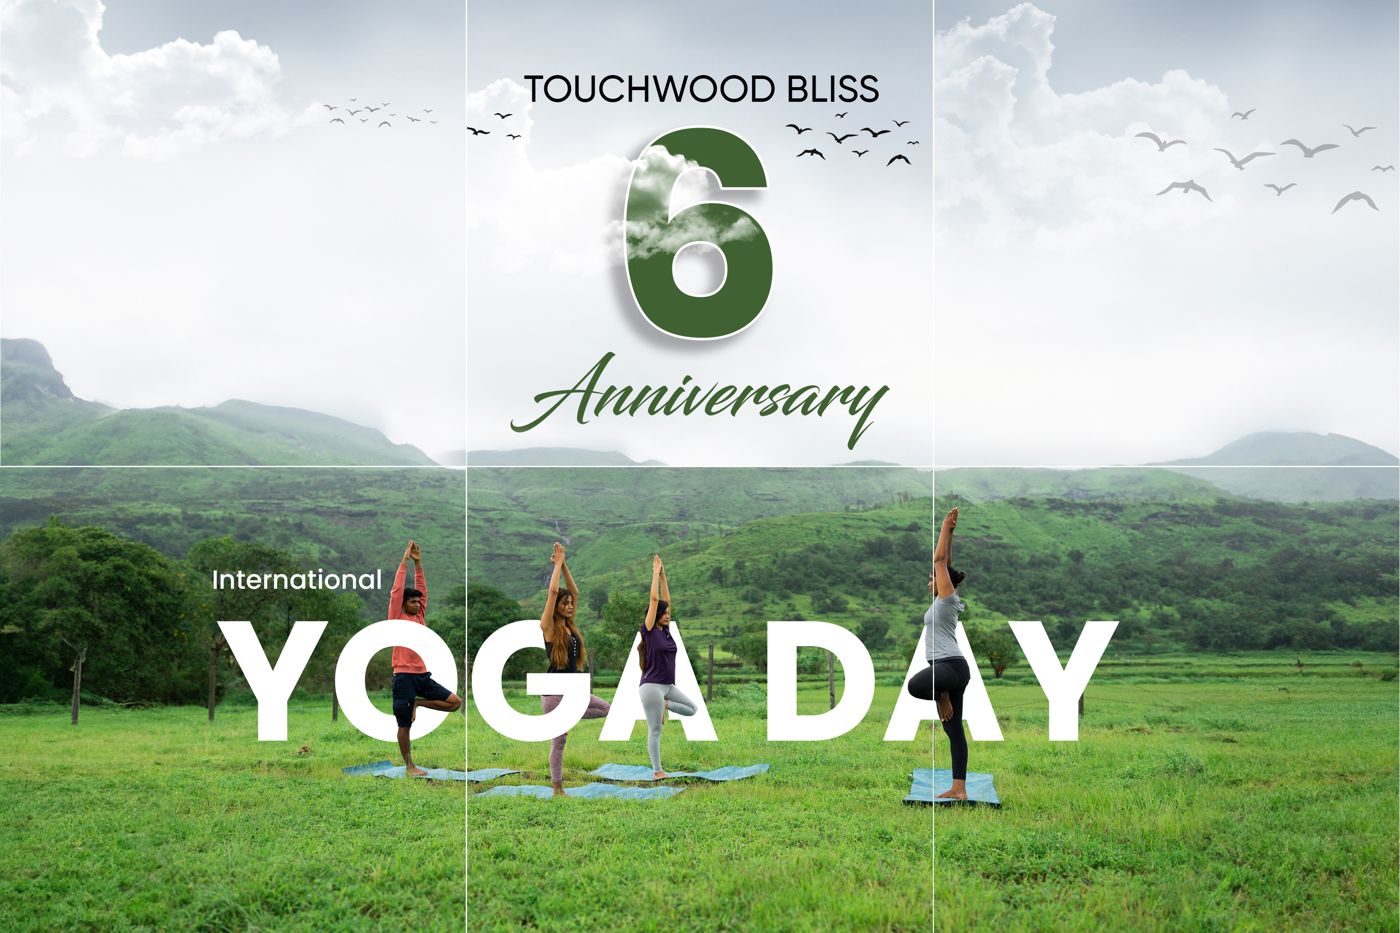 TOUCHWOOD BLISS
6
Anniversary
International
YOGA DAY